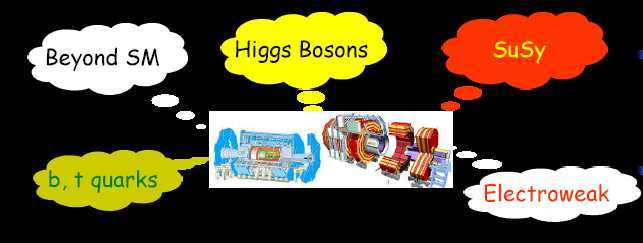 Beyond SM
Higgs Bosons
SuSy
b, t quarks
Electroweak